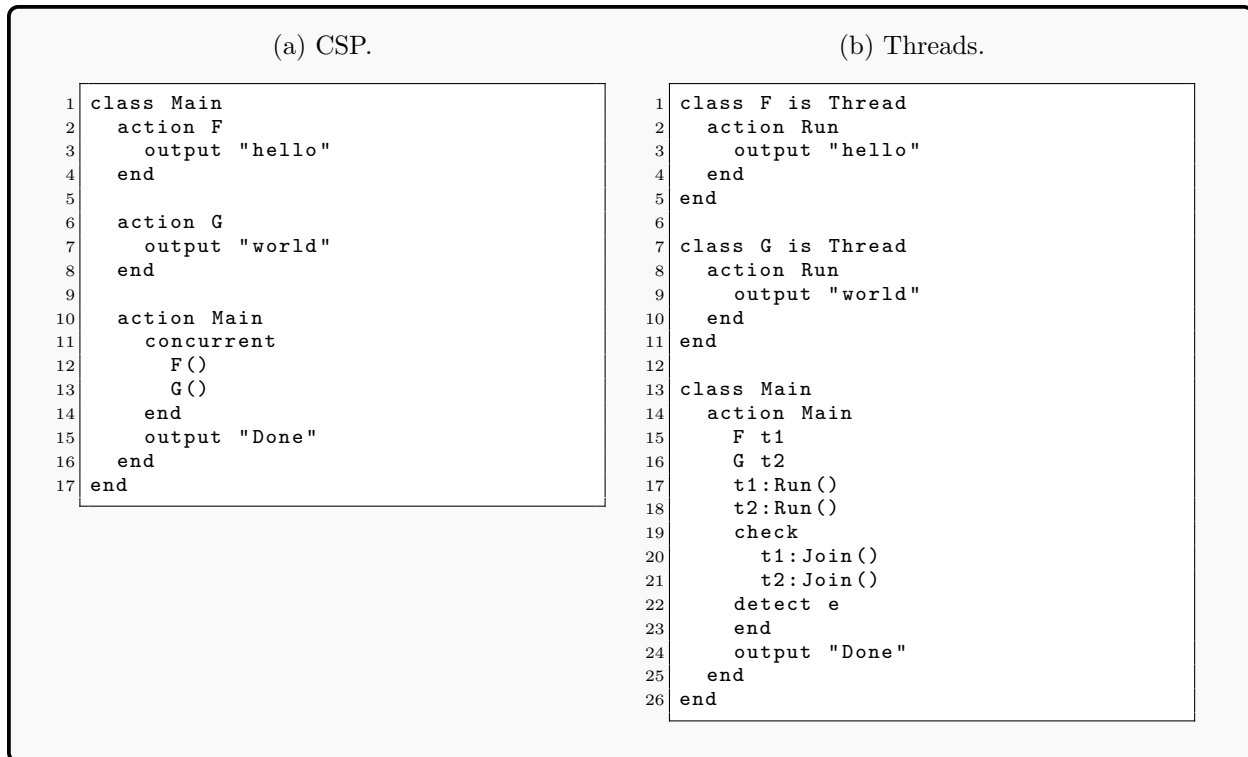 (a) CSP.
1 class Main
2   action F
3     output "hello"
4   end
5
6   action G
7     output "world"
8   end
9
10   action Main
11     concurrent
12       F()
13       G()
14     end
15     output "Done"
16   end
17 end
(b) Threads.
1 class F is Thread
2   action Run
3     output "hello"
4   end
5 end
6
7 class G is Thread
8   action Run
9     output "world"
10   end
11 end
12
13 class Main
14   action Main
15     F t1
16     G t2
17     t1:Run()
18     t2:Run()
19     check
20       t1:Join()
21       t2:Join()
22     detect e
23     end
24     output "Done"
25   end
26 end